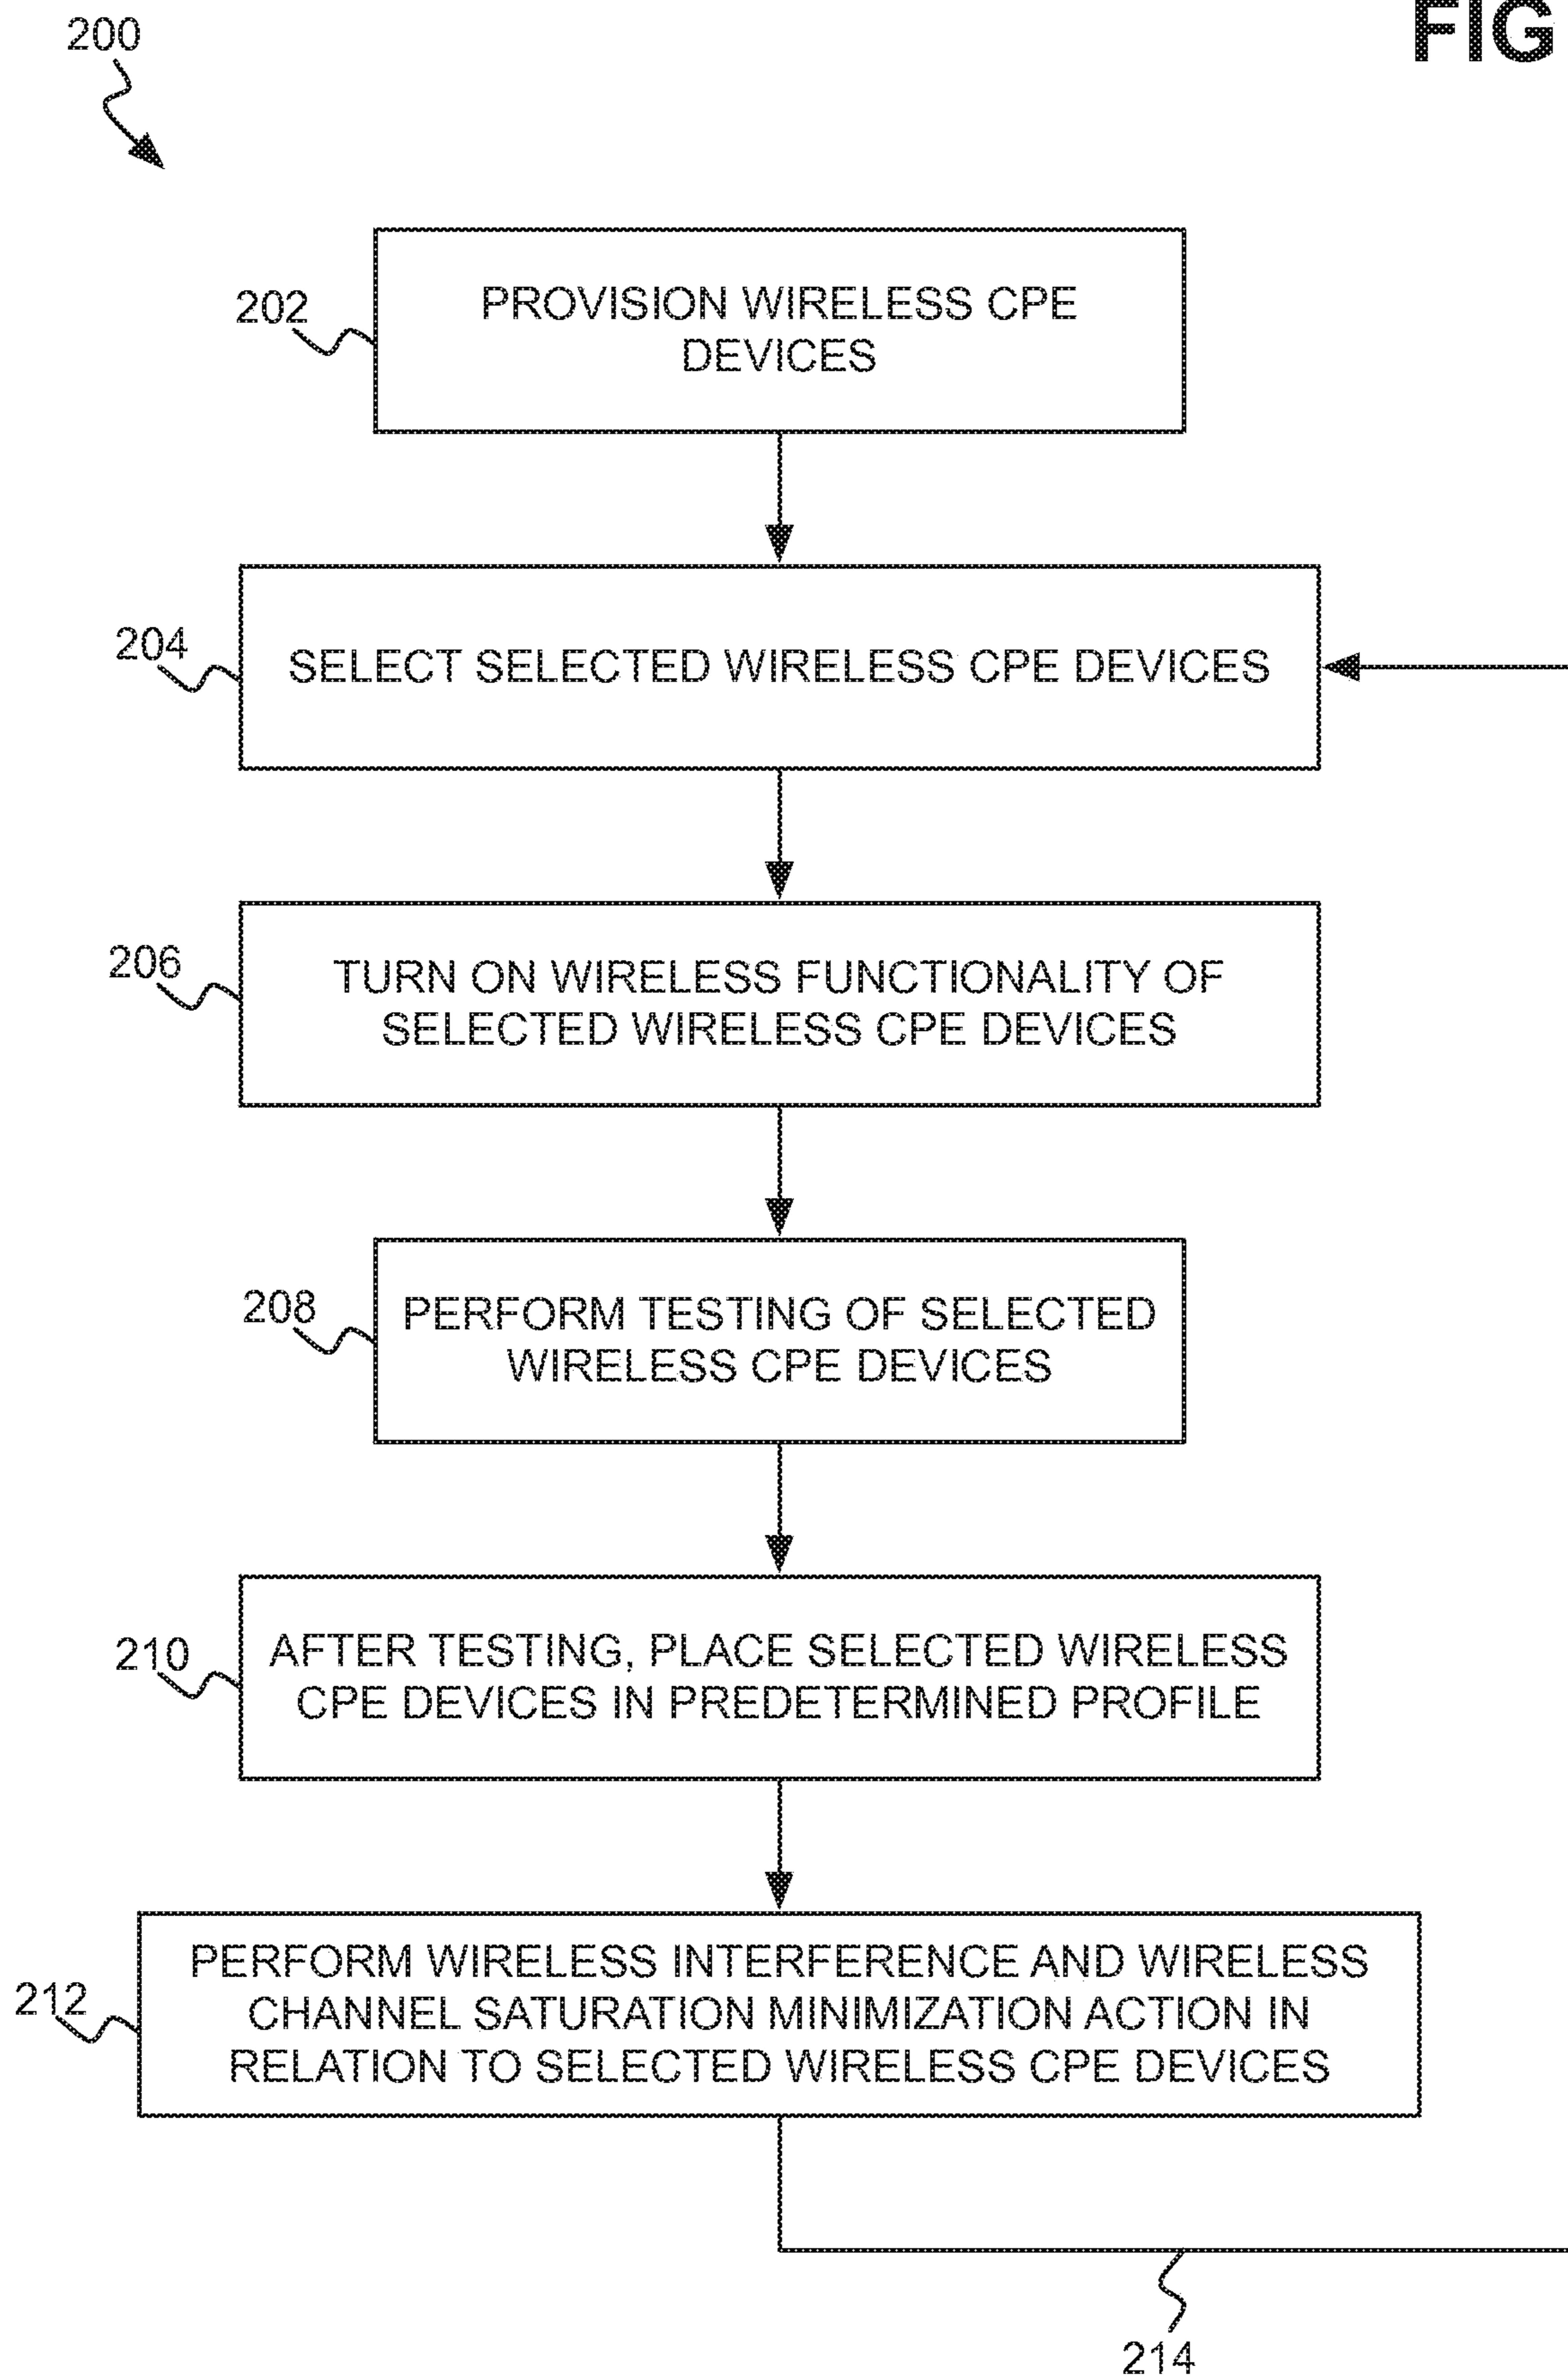 FIG
200
202
PROVISION WIRELESS CPE
DEVICES
204
SELECT SELECTED WIRELESS CPE DEVICES
206
TURN ON WIRELESS FUNCTIONALITY OF
SELECTED WIRELESS CPE DEVICES
208
PERFORM TESTING OF SELECTED
WIRELESS CPE DEVICES
210
AFTER TESTING, PLACE SELECTED WIRELESS
CPE DEVICES IN PREDETERMINED PROFILE
212
PERFORM WIRELESS INTERFERENCE AND WIRELESS
CHANNEL SATURATION MINIMIZATION ACTION IN
RELATION TO SELECTED WIRELESS CPE DEVICES
214